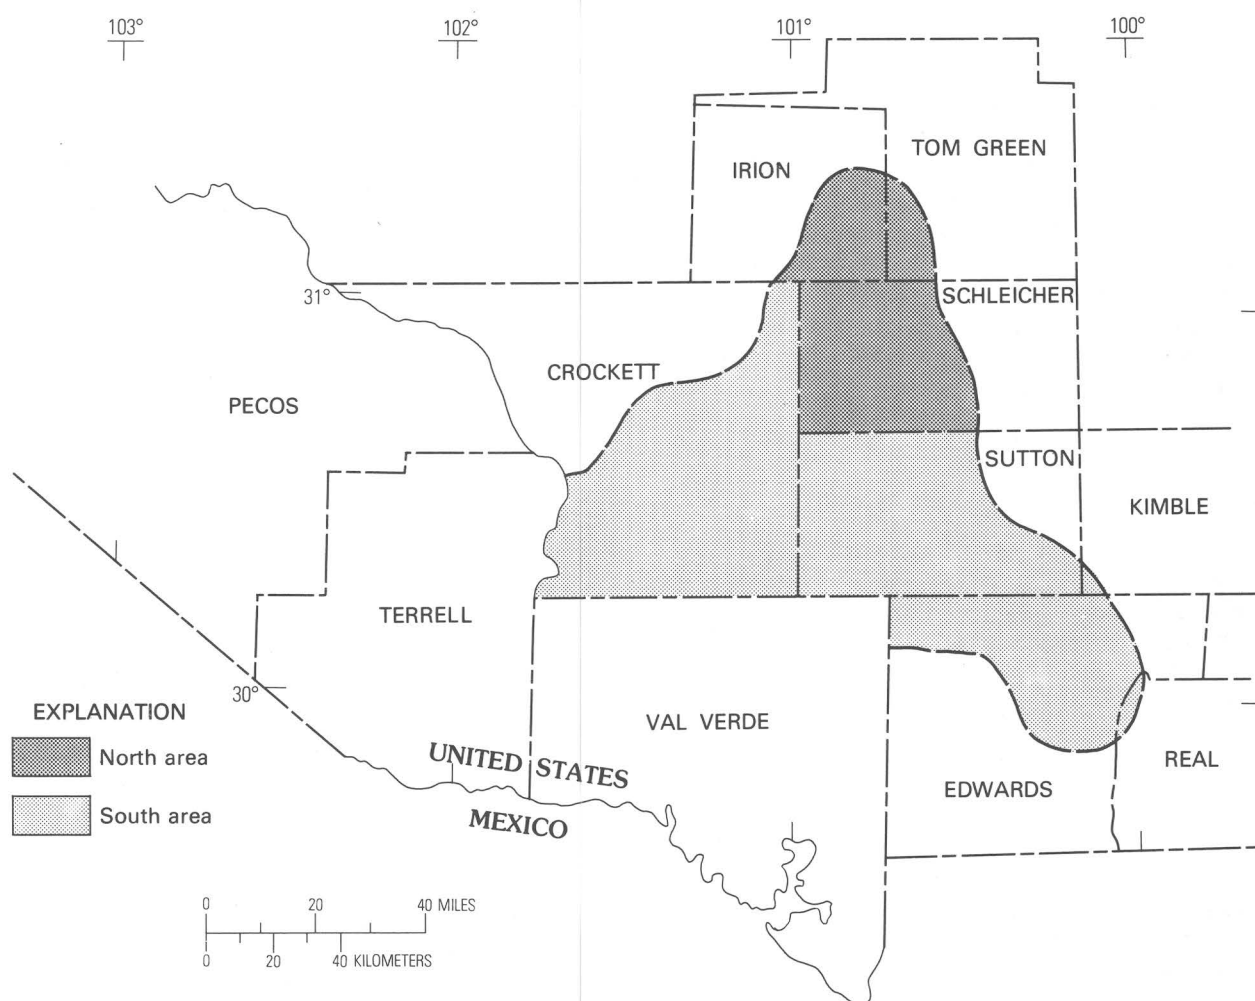 103°
102°
101°
100°
TOM GREEN
IRION
31°
SCHLEICHER
CROCKETT
PECOS
SUTTON
KIMBLE
TERRELL
30°
EXPLANATION
North area
South area
VAL VERDE
UNITED STATES
MEXICO
EDWARDS
REAL
0 20 40 MILES
0 20 40 KILOMETERS